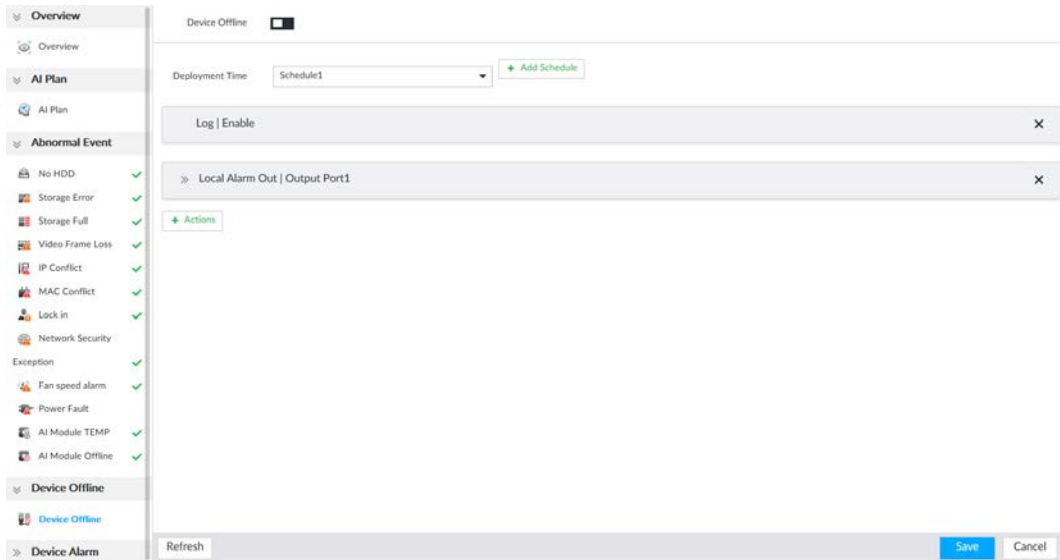 Overview
Overview
AI Plan
AI Plan
Abnormal Event
No HDD
Storage Error
Storage Full
Video Frame Loss
IP Conflict
MAC Conflict
Lock in
Network Security
Exception
Fan speed alarm
Power Fault
AI Module TEMP
AI Module Offline
Device Offline
Device Offline
Device Alarm
Device Offline
Deployment Time
Schedule1
+ Add Schedule
Log | Enable
Local Alarm Out | Output Port1
+ Actions
Refresh
Save
Cancel